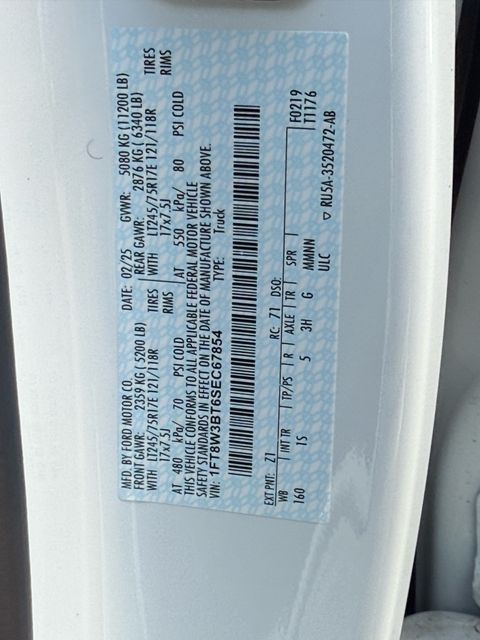 MFD. BY FORD MOTOR CO. DATE: 02/25 GVWR: 5080 KG (11200 LB)
FRONT GAWR: 2359 KG (5200 LB) REAR GAWR: 2876 KG (6340 LB)
WITH LT245/75R17E 121/118R TIRES WITH LT245/75R17E 121/118R TIRES
17x7.5J RIMS 17x7.5J RIMS
AT 480 kPa/ 70 PSI COLD AT 550 kPa/ 80 PSI COLD
THIS VEHICLE CONFORMS TO ALL APPLICABLE FEDERAL MOTOR VEHICLE
SAFETY STANDARDS IN EFFECT ON THE DATE OF MANUFACTURE SHOWN ABOVE.
VIN: 1FT8W3BT6SEC67854 TYPE: Truck
EXT PNT: Z1 RC: 71 DSO: F0219
WB INT TR TP/PS R AXLE TR SPR T1176
160 1S 5 3H G MMMN
ULC ▽ RU5A-3520472-AB